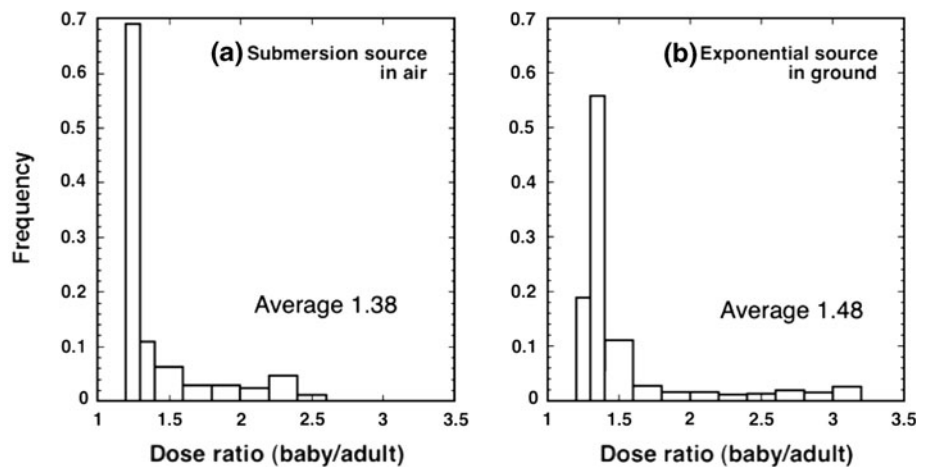 0.7
0.6
0.5
0.4
0.3
0.2
0.1
0
Frequency
(a) Submersion source
in air
Average 1.38
1 1.5 2 2.5 3 3.5
Dose ratio (baby/adult)
0.7
0.6
0.5
0.4
0.3
0.2
0.1
0
(b) Exponential source
in ground
Average 1.48
1 1.5 2 2.5 3 3.5
Dose ratio (baby/adult)